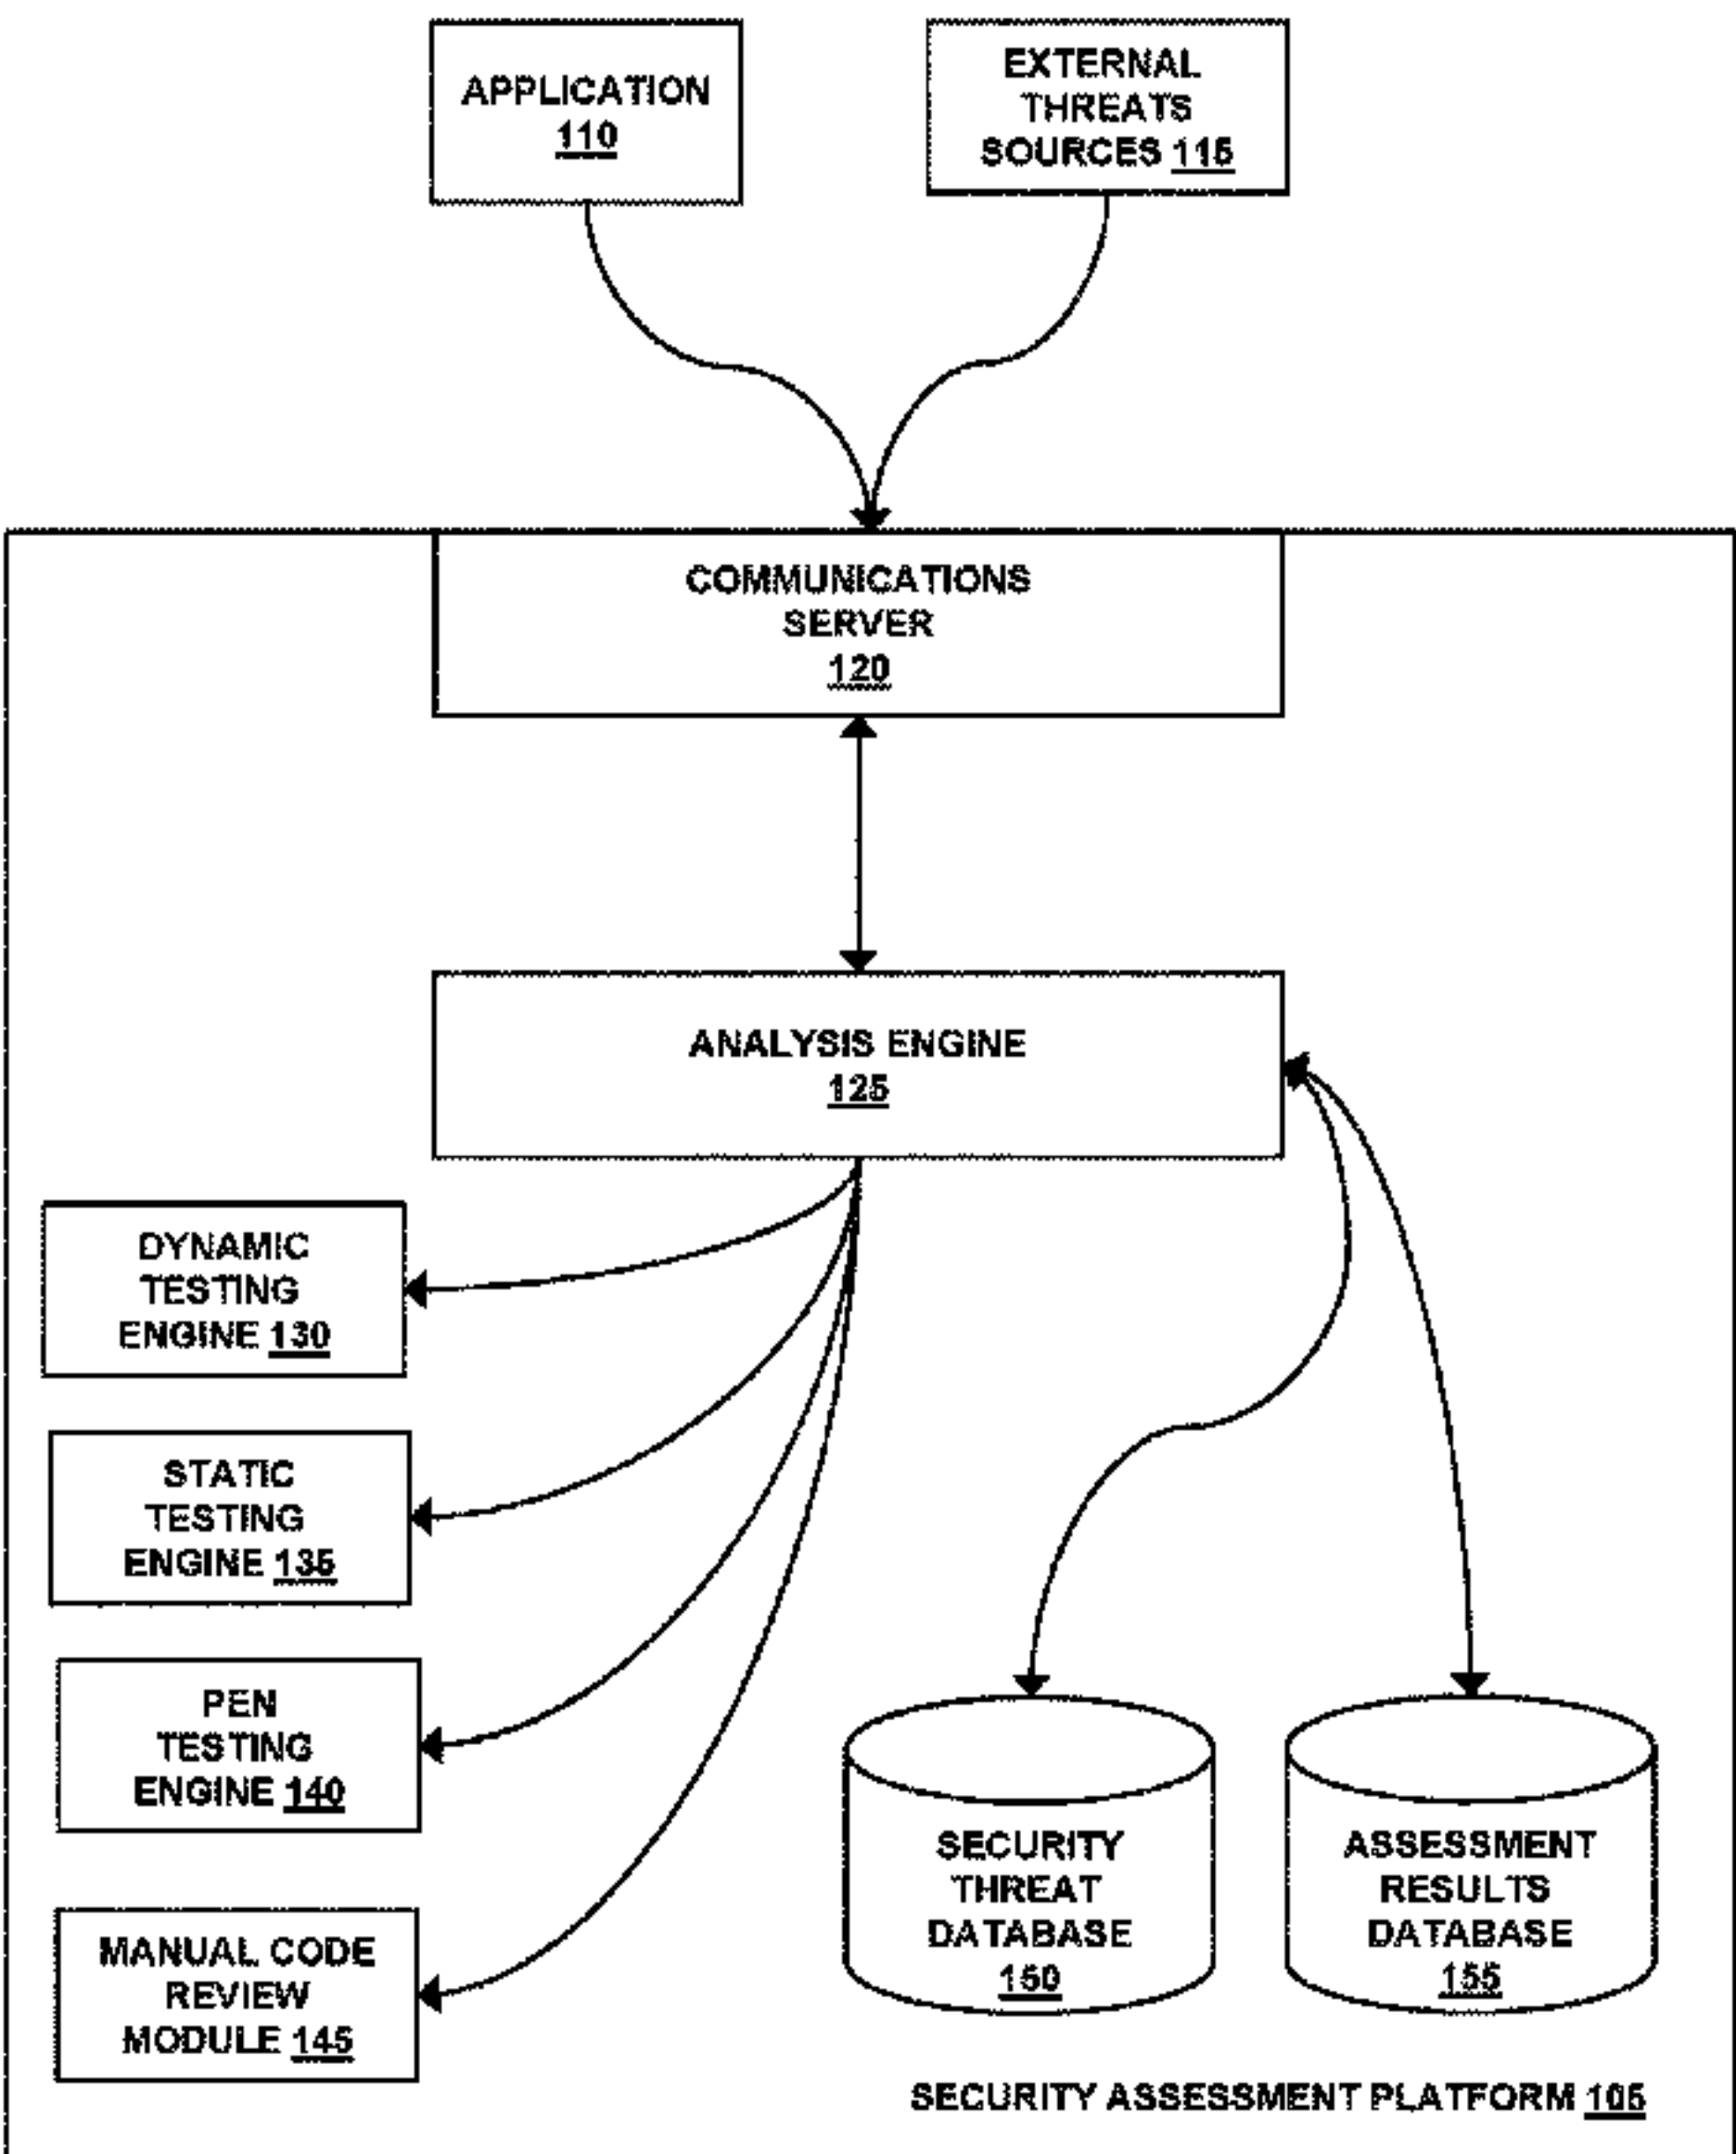 APPLICATION
110
EXTERNAL
THREATS
SOURCES 115
COMMUNICATIONS
SERVER
120
ANALYSIS ENGINE
125
DYNAMIC
TESTING
ENGINE 130
STATIC
TESTING
ENGINE 135
PEN
TESTING
ENGINE 140
MANUAL CODE
REVIEW
MODULE 145
SECURITY
THREAT
DATABASE
150
ASSESSMENT
RESULTS
DATABASE
155
SECURITY ASSESSMENT PLATFORM 105